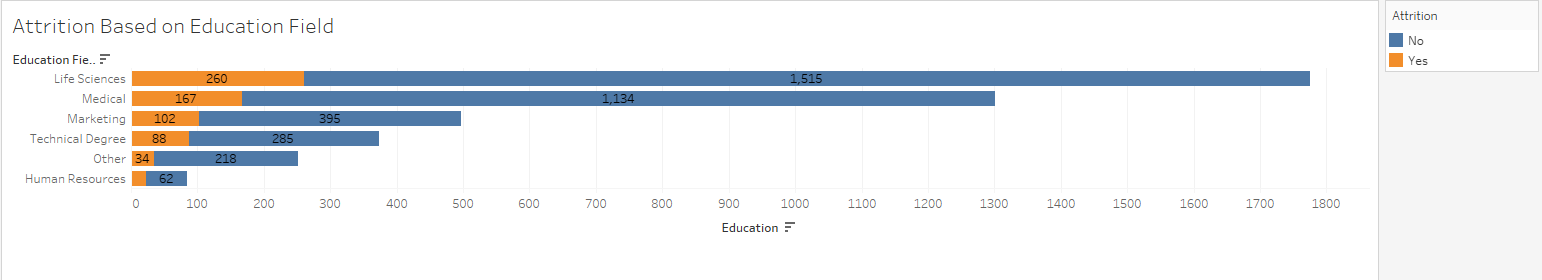 Attrition Based on Education Field
Attrition
No
Yes
Education Fie..
Life Sciences 260 1,515
Medical 167 1,134
Marketing 102 395
Technical Degree 88 285
Other 34 218
Human Resources 62
0 100 200 300 400 500 600 700 800 900 1000 1100 1200 1300 1400 1500 1600 1700 1800
Education